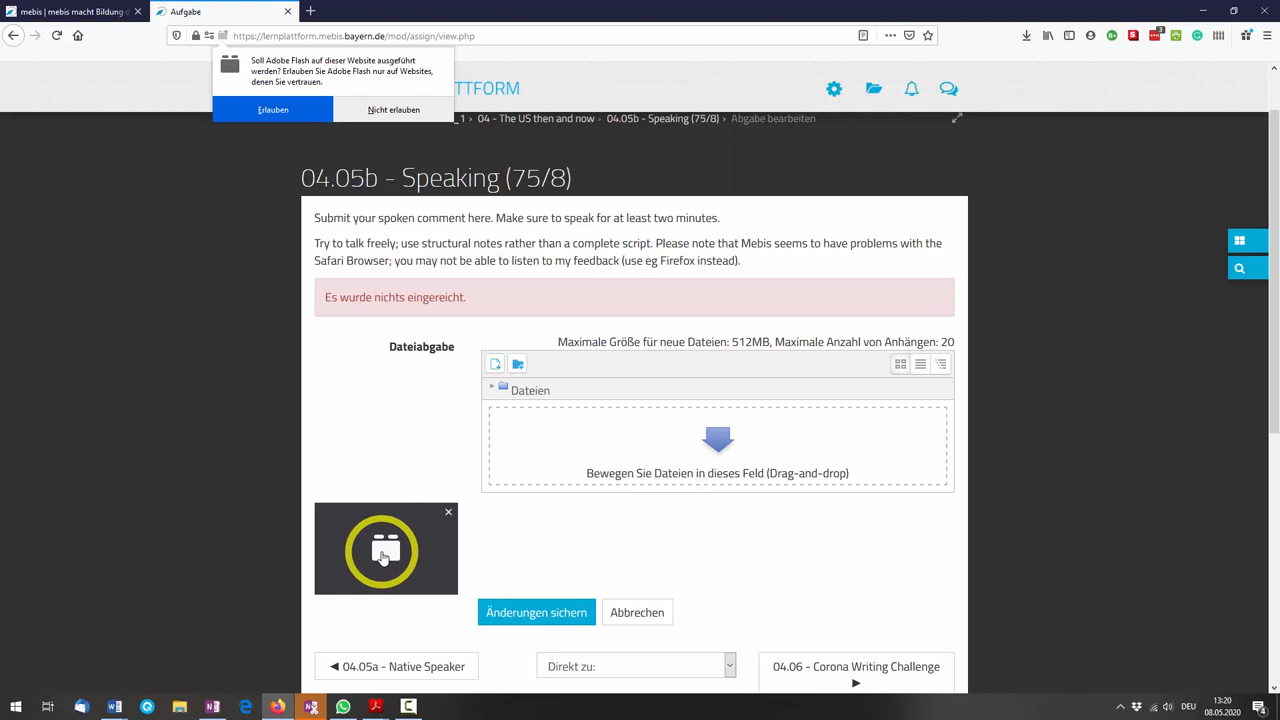 mebis | mebis macht Bildung d
Aufgabe
https://lernplattform.mebis.bayern.de/mod/assign/view.php
Soll Adobe Flash auf dieser Website ausgeführt
werden? Erlauben Sie Adobe Flash nur auf Websites,
denen Sie vertrauen.
Erlauben
Nicht erlauben
TTFORM
_1 › 04 - The US then and now › 04.05b - Speaking (75/8) › Abgabe bearbeiten
04.05b - Speaking (75/8)
Submit your spoken comment here. Make sure to speak for at least two minutes.
Try to talk freely; use structural notes rather than a complete script. Please note that Mebis seems to have problems with the
Safari Browser; you may not be able to listen to my feedback (use eg Firefox instead).
Es wurde nichts eingereicht.
Dateiabgabe
Maximale Größe für neue Dateien: 512MB, Maximale Anzahl von Anhängen: 20
Dateien
Bewegen Sie Dateien in dieses Feld (Drag-and-drop)
Änderungen sichern
Abbrechen
◀ 04.05a - Native Speaker
Direkt zu:
04.06 - Corona Writing Challenge
▶
DEU
13:20
08.05.2020